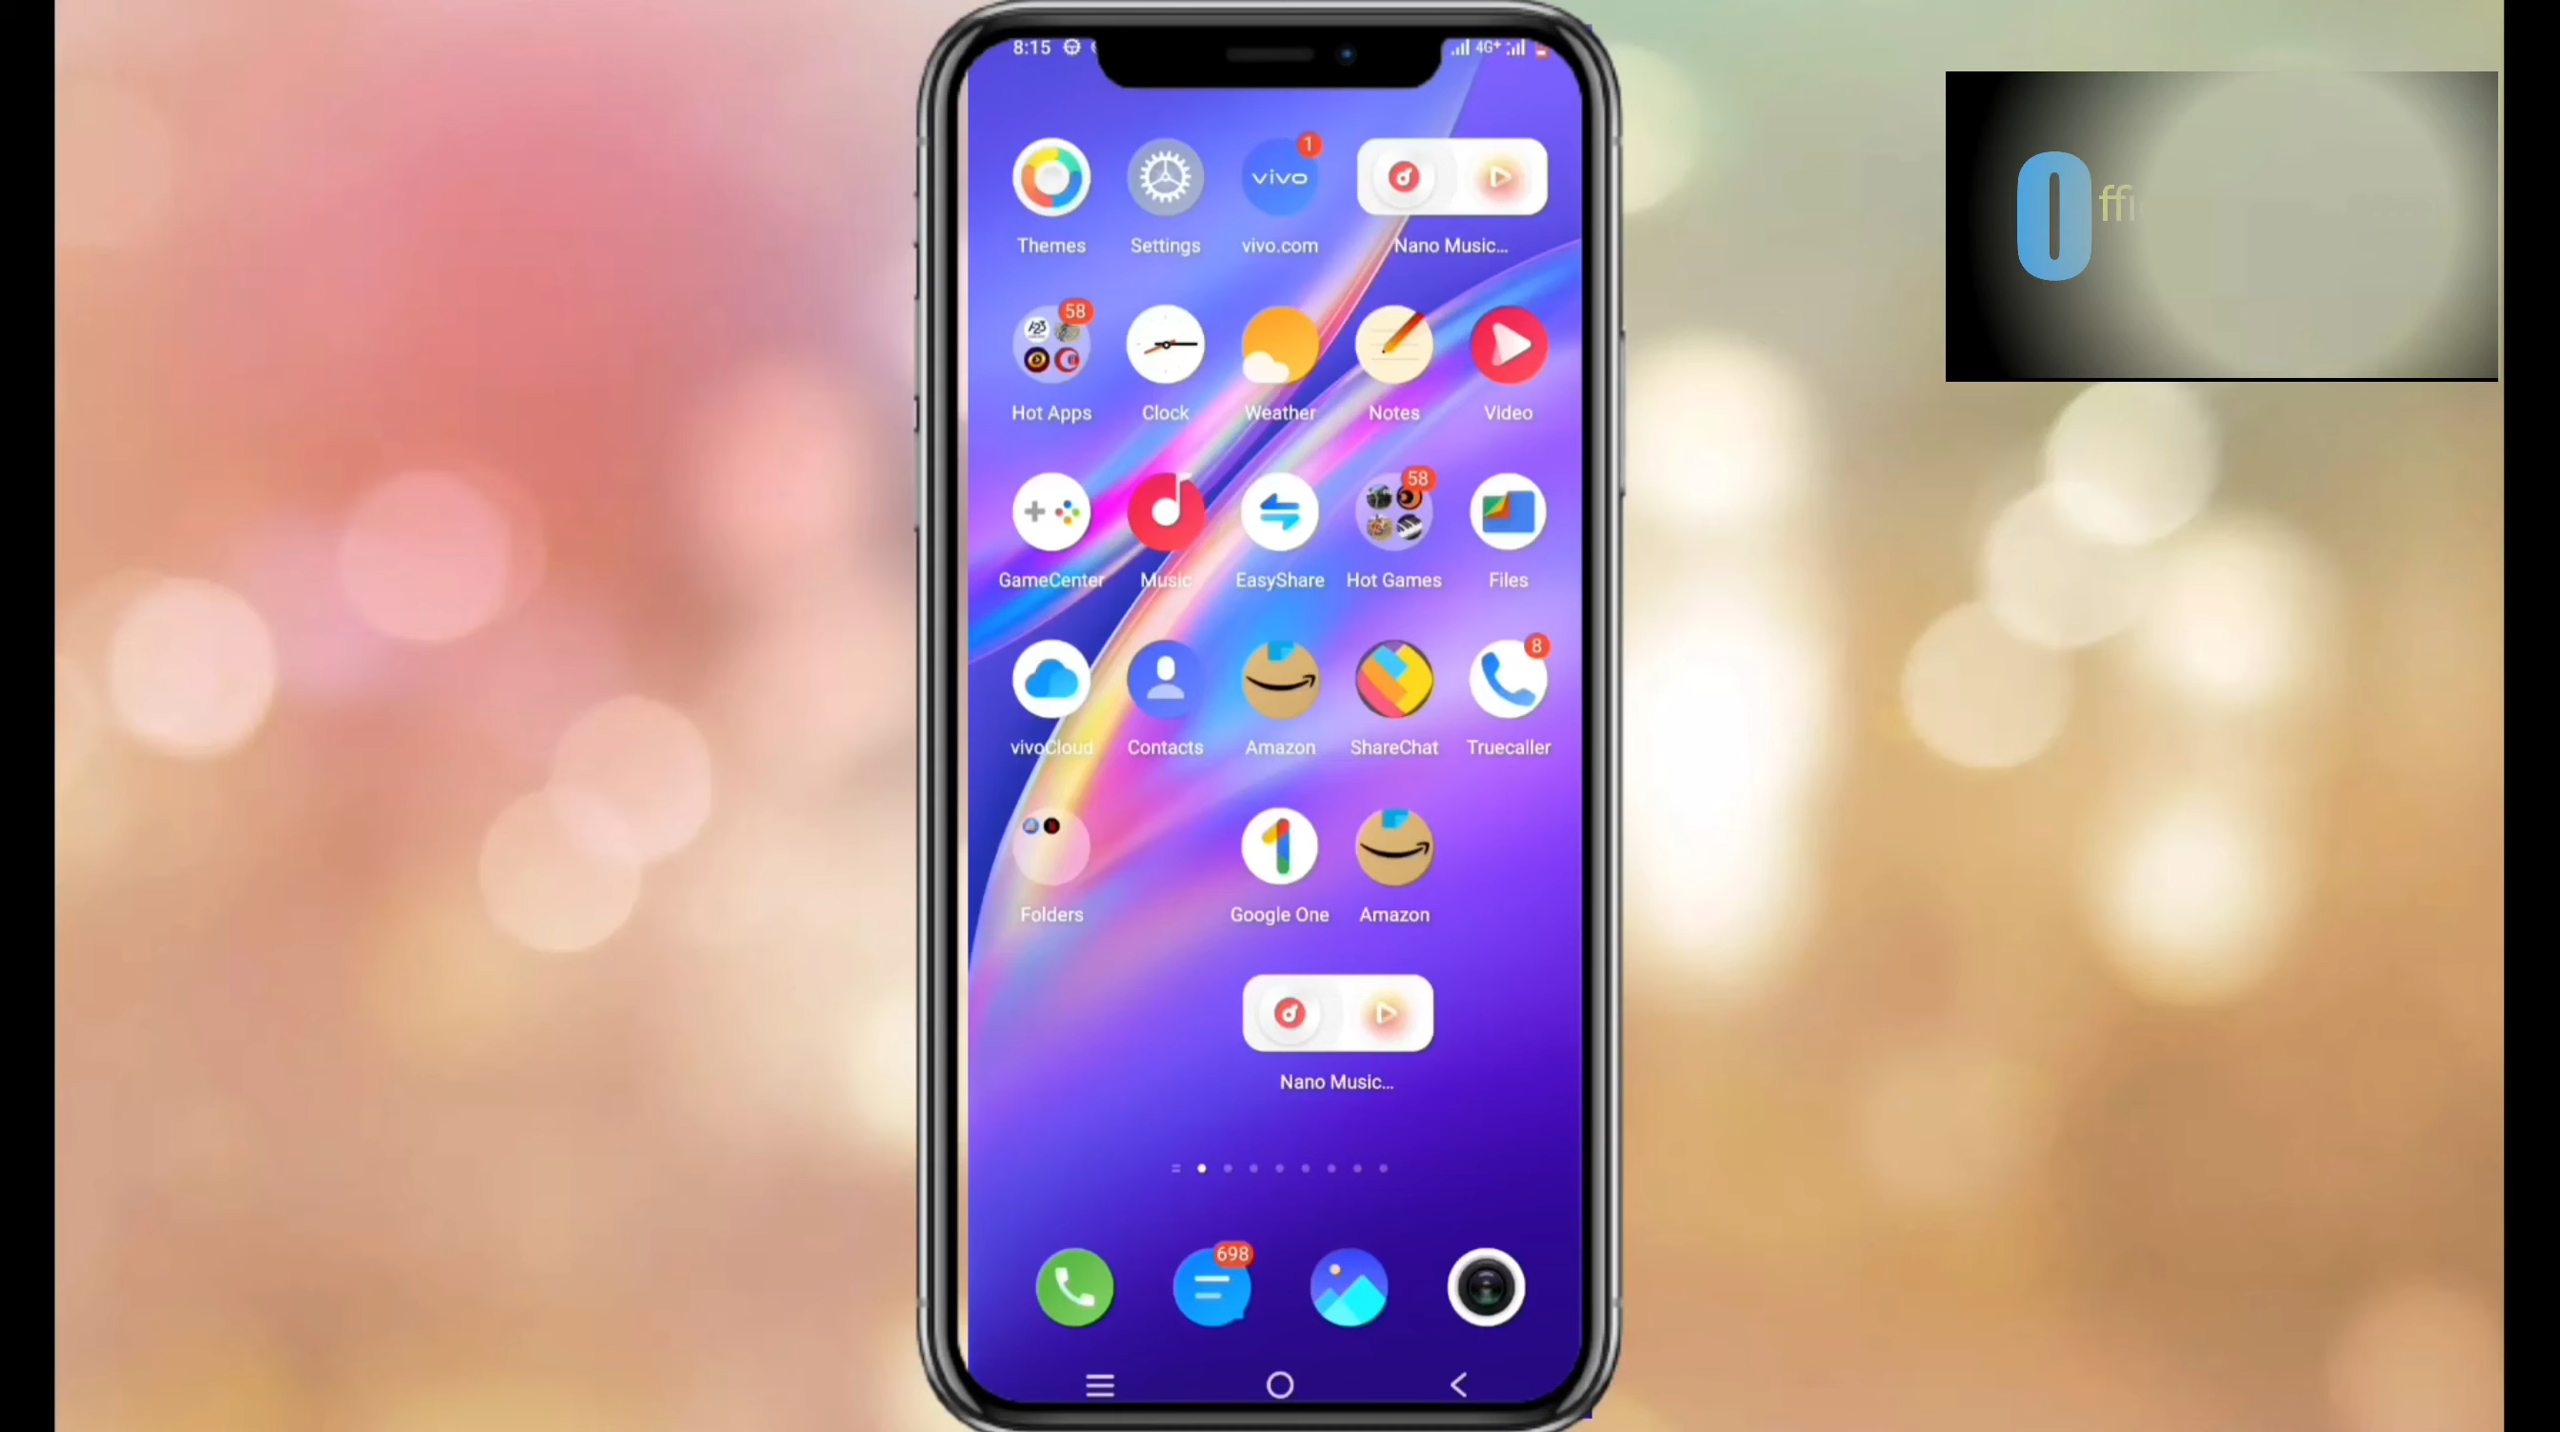 8:15
4G+
1
vivo
Themes
Settings
vivo.com
Nano Music...
58
A23
Hot Apps
Clock
Weather
Notes
Video
58
GameCenter
Music
EasyShare
Hot Games
Files
8
vivoCloud
Contacts
Amazon
ShareChat
Truecaller
Folders
Google One
Amazon
Nano Music...
698
Offi